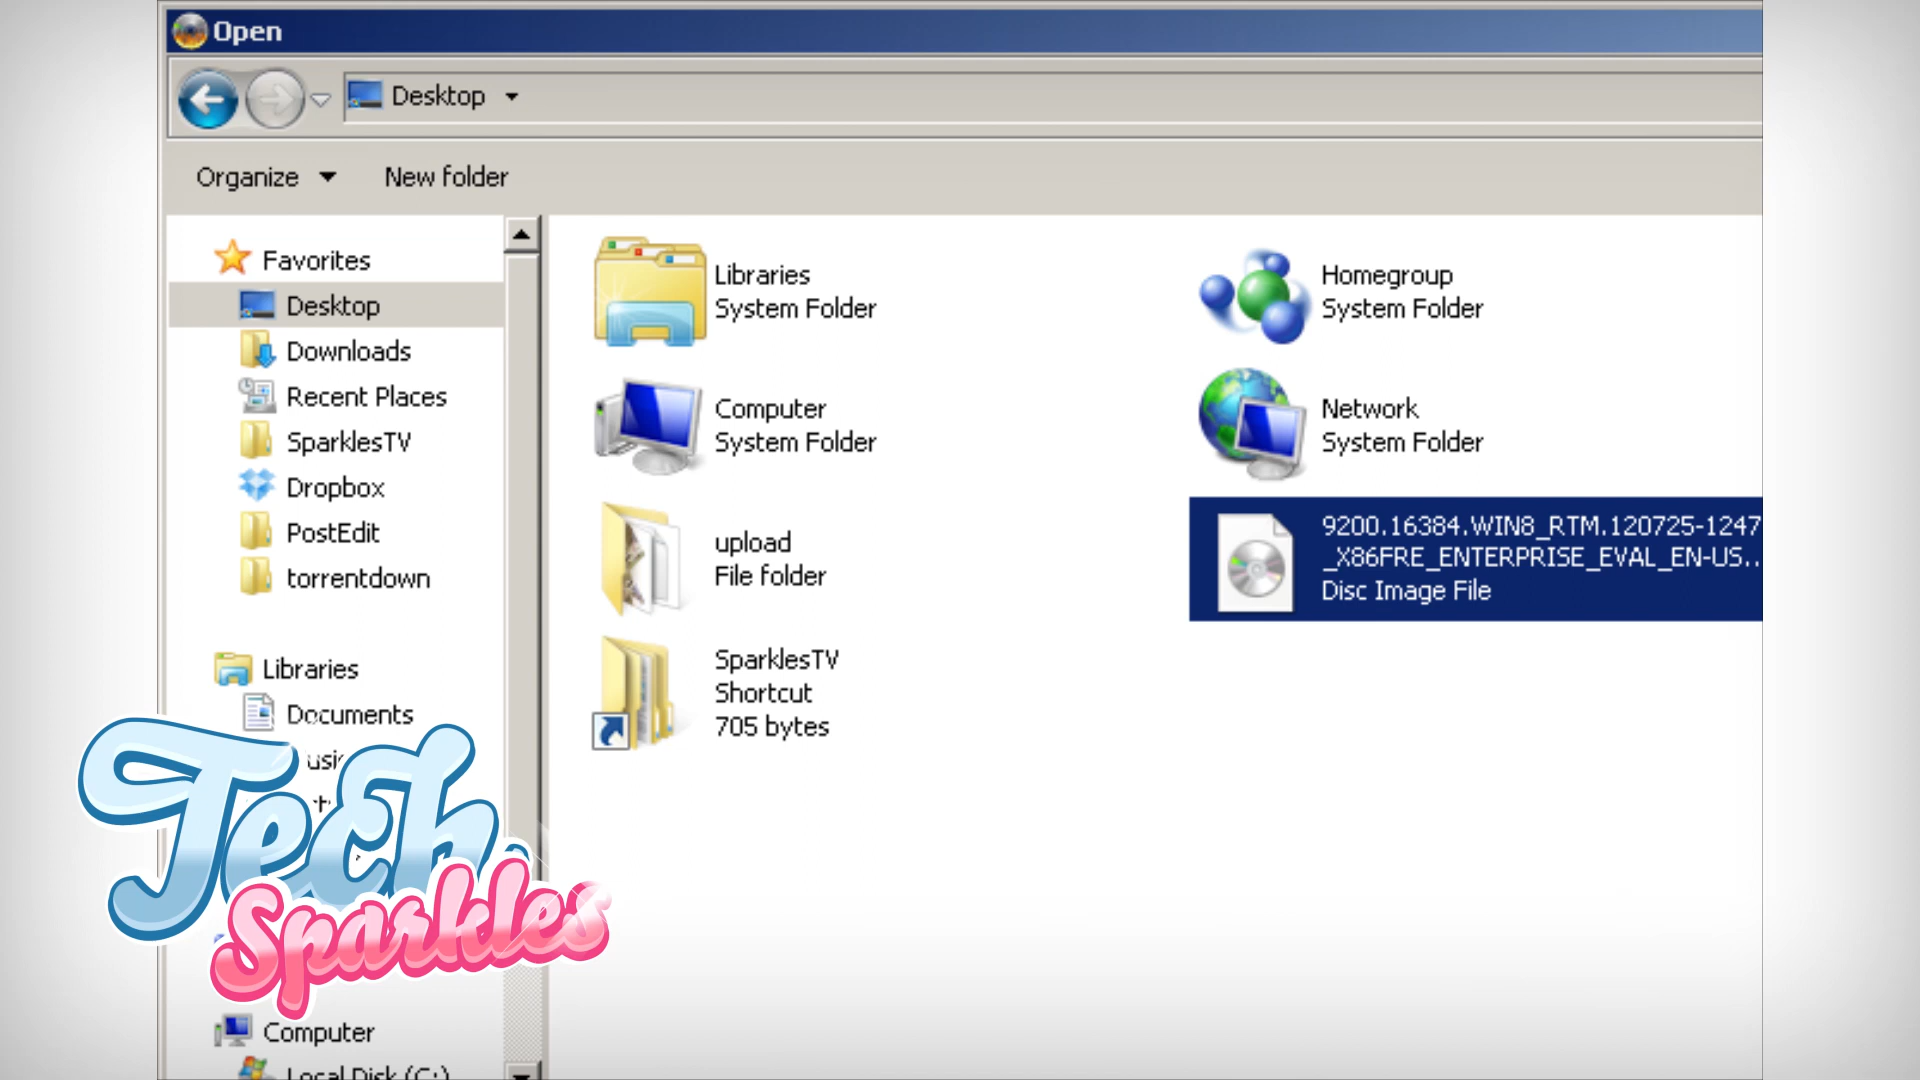 Open
Desktop
Organize
New folder
Favorites
Desktop
Downloads
Recent Places
SparklesTV
Dropbox
PostEdit
torrentdown
Libraries
Documents
Computer
Local Disk (C:)
Libraries
System Folder
Homegroup
System Folder
Computer
System Folder
Network
System Folder
upload
File folder
9200.16384.WIN8_RTM.120725-1247
_X86FRE_ENTERPRISE_EVAL_EN-US...
Disc Image File
SparklesTV
Shortcut
705 bytes
Tech
Sparkles